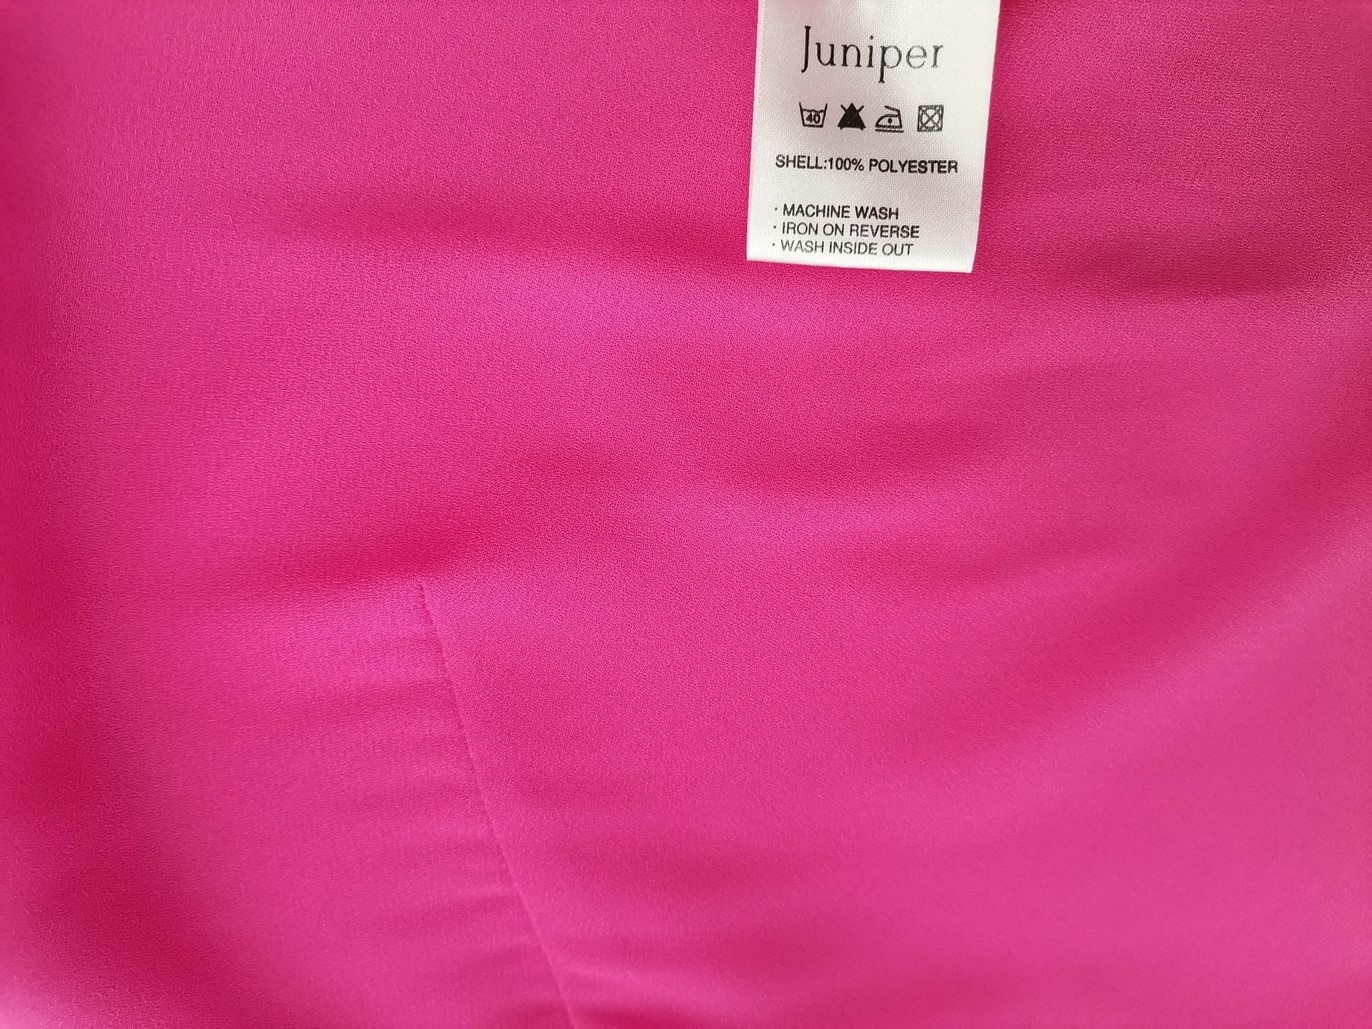 Juniper
40
SHELL:100% POLYESTER
· MACHINE WASH
· IRON ON REVERSE
· WASH INSIDE OUT